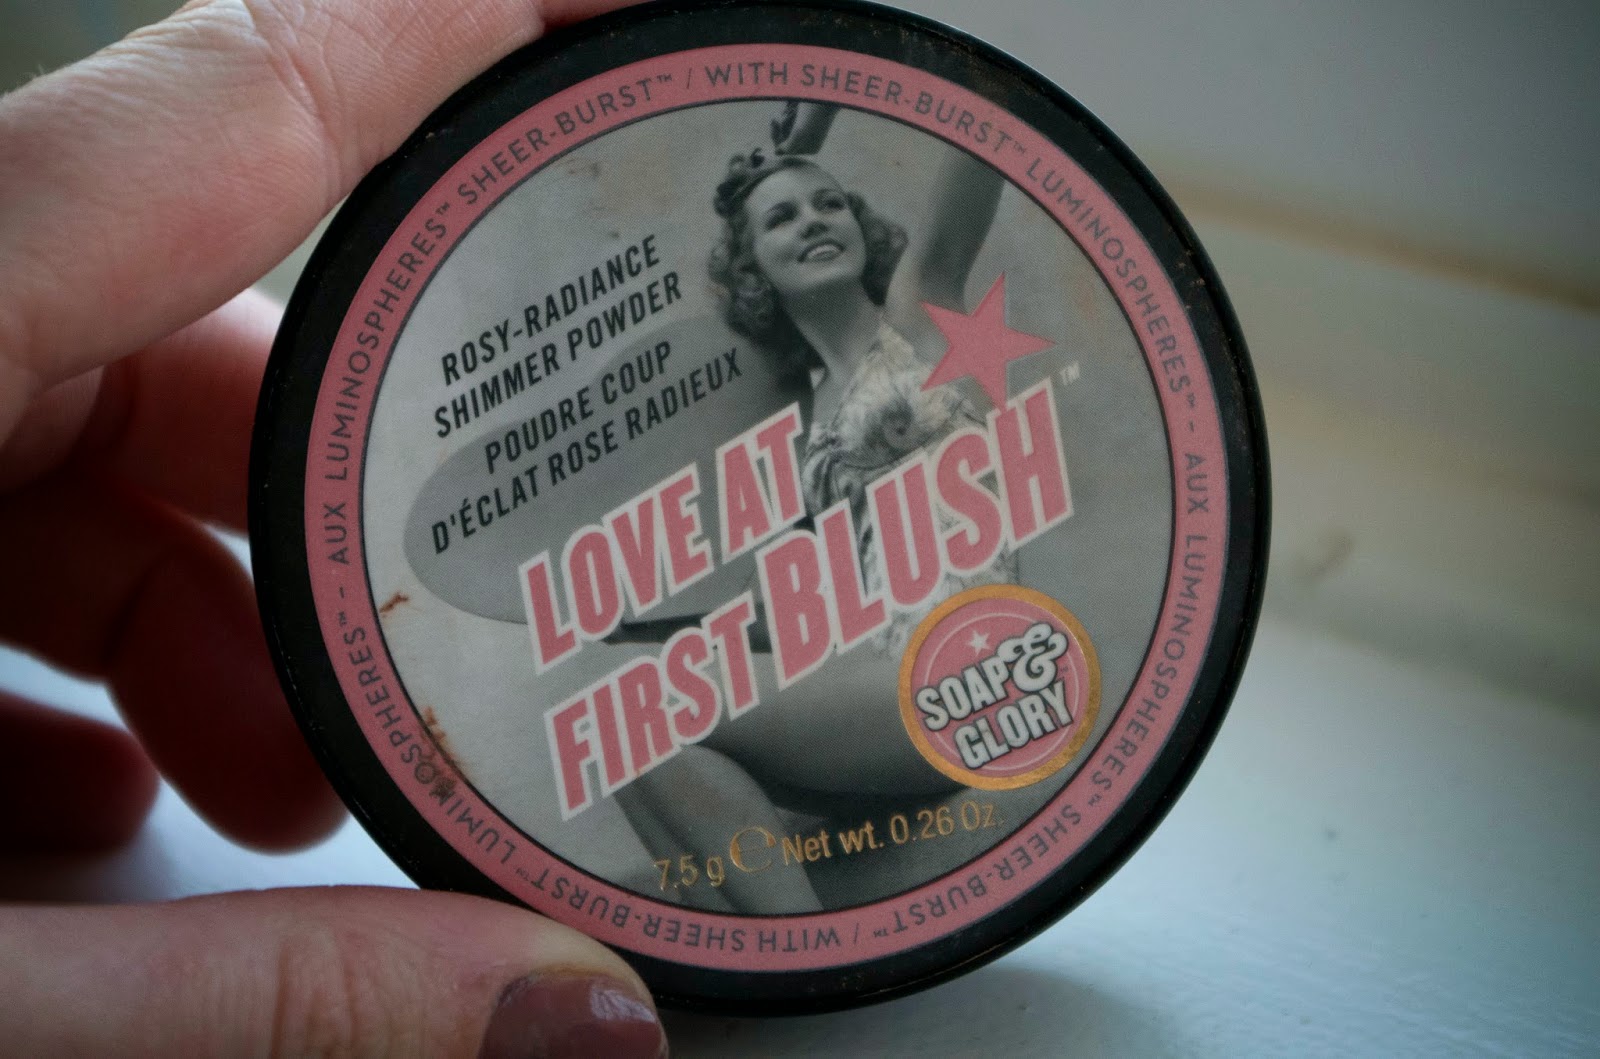 WITH SHEER-BURST™ LUMINOSPHERES™ - AUX LUMINOSPHERES™ SHEER-BURST™ / WITH SHEER-BURST™ LUMINOSPHERES™ - AUX LUMINOSPHERES™ SHEER-BURST™ /
ROSY-RADIANCE
SHIMMER POWDER
POUDRE COUP
D'ÉCLAT ROSE RADIEUX
LOVE AT
FIRST BLUSH™
SOAP &
GLORY
7.5 g ℮ Net wt. 0.26 Oz.